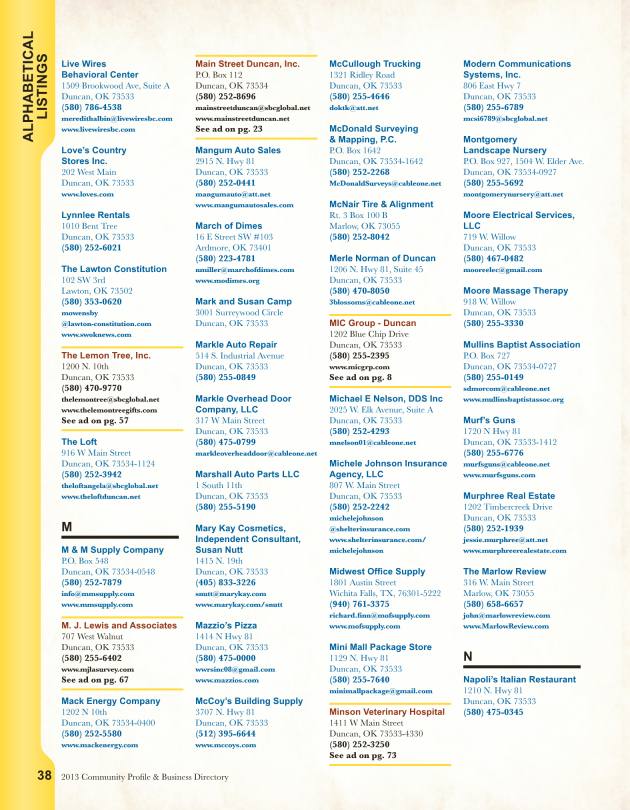 ALPHABETICAL
LISTINGS
Live Wires
Behavioral Center
1509 Brookwood Ave, Suite A
Duncan, OK 73533
(580) 786-4538
meredithalbin@livewiresbc.com
www.livewiresbc.com
Love's Country
Stores Inc.
202 West Main
Duncan, OK 73533
www.loves.com
Lynnlee Rentals
1010 Bent Tree
Duncan, OK 73533
(580) 252-6021
The Lawton Constitution
102 SW 3rd
Lawton, OK 73502
(580) 353-0620
mowensby
@lawton-constitution.com
www.swoknews.com
The Lemon Tree, Inc.
1200 N. 10th
Duncan, OK 73533
(580) 470-9770
thelemontree@sbcglobal.net
www.thelemontreegifts.com
See ad on pg. 57
The Loft
916 W Main Street
Duncan, OK 73534-1124
(580) 252-3942
theloftangela@sbcglobal.net
www.theloftduncan.net
M
M & M Supply Company
P.O. Box 548
Duncan, OK 73534-0548
(580) 252-7879
info@mmsupply.com
www.mmsupply.com
M. J. Lewis and Associates
707 West Walnut
Duncan, OK 73533
(580) 255-6402
www.mjlasurvey.com
See ad on pg. 67
Mack Energy Company
1202 N 10th
Duncan, OK 73534-0400
(580) 252-5580
www.mackenergy.com
Main Street Duncan, Inc.
P.O. Box 112
Duncan, OK 73534
(580) 252-8696
mainstreetduncan@sbcglobal.net
www.mainstreetduncan.net
See ad on pg. 23
Mangum Auto Sales
2915 N. Hwy 81
Duncan, OK 73533
(580) 252-0441
mangumauto@att.net
www.mangumautosales.com
March of Dimes
16 E Street SW #103
Ardmore, OK 73401
(580) 223-4781
nmiller@marchofdimes.com
www.modimes.org
Mark and Susan Camp
3001 Surreywood Circle
Duncan, OK 73533
Markle Auto Repair
514 S. Industrial Avenue
Duncan, OK 73533
(580) 255-0849
Markle Overhead Door
Company, LLC
317 W Main Street
Duncan, OK 73533
(580) 475-0799
markleoverheaddoor@cableone.net
Marshall Auto Parts LLC
1 South 11th
Duncan, OK 73533
(580) 255-5190
Mary Kay Cosmetics,
Independent Consultant,
Susan Nutt
1415 N. 19th
Duncan, OK 73533
(405) 833-3226
snutt@marykay.com
www.marykay.com/snutt
Mazzio's Pizza
1414 N Hwy 81
Duncan, OK 73533
(580) 475-0000
wwrsinc08@gmail.com
www.mazzios.com
McCoy's Building Supply
3707 N. Hwy 81
Duncan, OK 73533
(512) 395-6644
www.mccoys.com
McCullough Trucking
1321 Ridley Road
Duncan, OK 73533
(580) 255-4646
doktk@att.net
McDonald Surveying
& Mapping, P.C.
P.O. Box 1642
Duncan, OK 73534-1642
(580) 252-2268
McDonaldSurveys@cableone.net
McNair Tire & Alignment
Rt. 3 Box 100 B
Marlow, OK 73055
(580) 252-8042
Merle Norman of Duncan
1206 N. Hwy 81, Suite 45
Duncan, OK 73533
(580) 470-8050
3blossoms@cableone.net
MIC Group - Duncan
1202 Blue Chip Drive
Duncan, OK 73533
(580) 255-2395
www.micgrp.com
See ad on pg. 8
Michael E Nelson, DDS Inc
2025 W. Elk Avenue, Suite A
Duncan, OK 73533
(580) 252-4293
mnelson01@cableone.net
Michele Johnson Insurance
Agency, LLC
807 W. Main Street
Duncan, OK 73533
(580) 252-2242
michelejohnson
@shelterinsurance.com
www.shelterinsurance.com/
michelejohnson
Midwest Office Supply
1801 Austin Street
Wichita Falls, TX, 76301-5222
(940) 761-3375
richard.finn@mofsupply.com
www.mofsupply.com
Mini Mall Package Store
1129 N. Hwy 81
Duncan, OK 73533
(580) 255-7640
minimallpackage@gmail.com
Minson Veterinary Hospital
1411 W Main Street
Duncan, OK 73533-4330
(580) 252-3250
See ad on pg. 73
Modern Communications
Systems, Inc.
806 East Hwy 7
Duncan, OK 73533
(580) 255-6789
mcsi6789@sbcglobal.net
Montgomery
Landscape Nursery
P.O. Box 927, 1504 W. Elder Ave.
Duncan, OK 73534-0927
(580) 255-5692
montgomerynursery@att.net
Moore Electrical Services,
LLC
719 W. Willow
Duncan, OK 73533
(580) 467-0482
mooreelec@gmail.com
Moore Massage Therapy
918 W. Willow
Duncan, OK 73533
(580) 255-3330
Mullins Baptist Association
P.O. Box 727
Duncan, OK 73534-0727
(580) 255-0149
sdmorcom@cableone.net
www.mullinsbaptistassoc.org
Murf's Guns
1720 N Hwy 81
Duncan, OK 73533-1412
(580) 255-6776
murfsguns@cableone.net
www.murfsguns.com
Murphree Real Estate
1202 Timbercreek Drive
Duncan, OK 73533
(580) 252-1939
jessie.murphree@att.net
www.murphreerealestate.com
The Marlow Review
316 W. Main Street
Marlow, OK 73055
(580) 658-6657
john@marlowreview.com
www.MarlowReview.com
N
Napoli's Italian Restaurant
1210 N. Hwy 81
Duncan, OK 73533
(580) 475-0345
38 2013 Community Profile & Business Directory